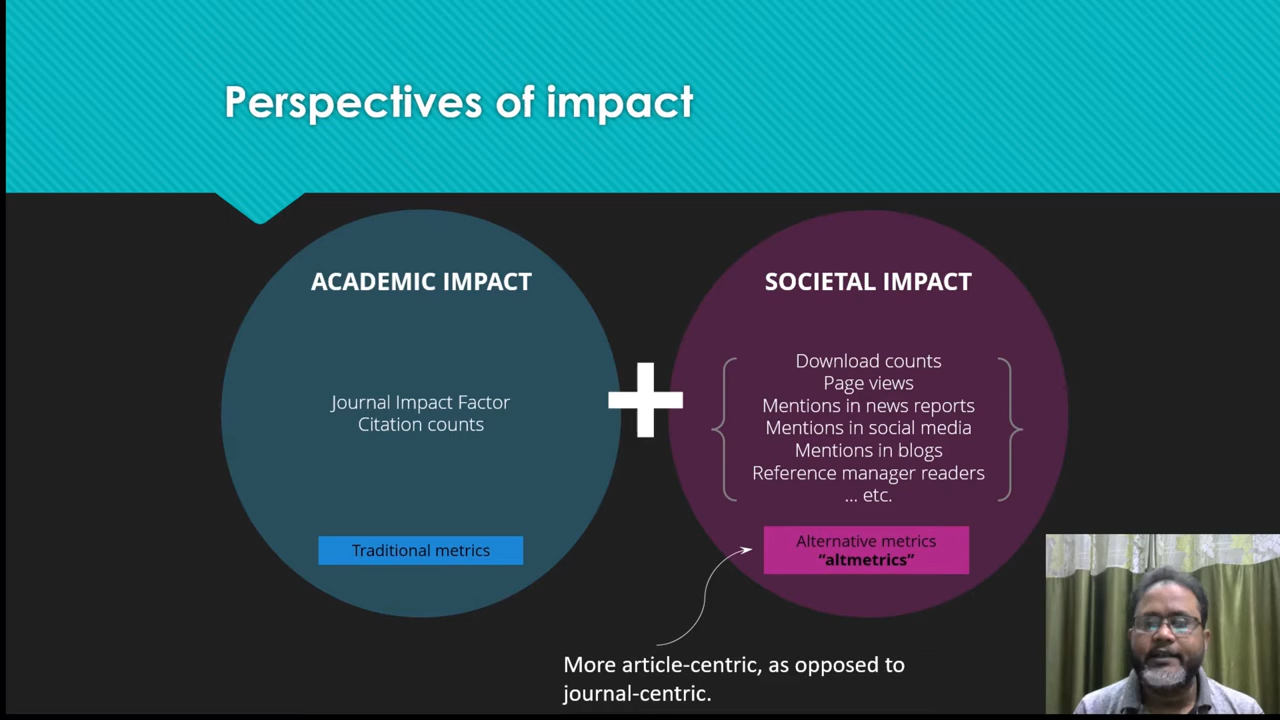 Perspectives of impact
ACADEMIC IMPACT
Journal Impact Factor
Citation counts
Traditional metrics
SOCIETAL IMPACT
Download counts
Page views
Mentions in news reports
Mentions in social media
Mentions in blogs
Reference manager readers
... etc.
Alternative metrics
“altmetrics”
More article-centric, as opposed to
journal-centric.